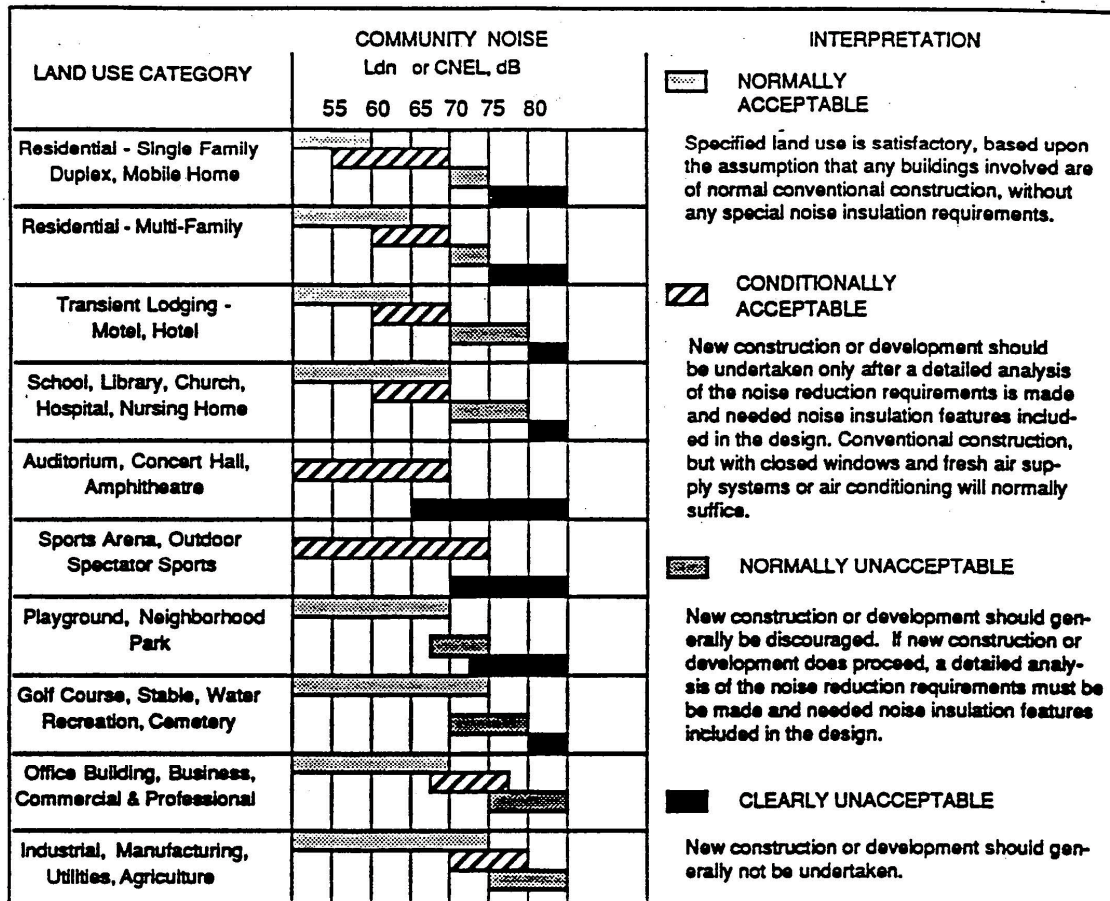 COMMUNITY NOISE
INTERPRETATION
LAND USE CATEGORY
Ldn or CNEL, dB
55 60 65 70 75 80
NORMALLY
ACCEPTABLE
Specified land use is satisfactory, based upon
the assumption that any buildings involved are
of normal conventional construction, without
any special noise insulation requirements.
CONDITIONALLY
ACCEPTABLE
New construction or development should
be undertaken only after a detailed analysis
of the noise reduction requirements is made
and needed noise insulation features includ-
ed in the design. Conventional construction,
but with closed windows and fresh air sup-
ply systems or air conditioning will normally
suffice.
NORMALLY UNACCEPTABLE
New construction or development should gen-
erally be discouraged. If new construction or
development does proceed, a detailed analy-
sis of the noise reduction requirements must be
be made and needed noise insulation features
included in the design.
CLEARLY UNACCEPTABLE
New construction or development should gen-
erally not be undertaken.
Residential - Single Family
Duplex, Mobile Home
Residential - Multi-Family
Transient Lodging -
Motel, Hotel
School, Library, Church,
Hospital, Nursing Home
Auditorium, Concert Hall,
Amphitheatre
Sports Arena, Outdoor
Spectator Sports
Playground, Neighborhood
Park
Golf Course, Stable, Water
Recreation, Cemetery
Office Building, Business,
Commercial & Professional
Industrial, Manufacturing,
Utilities, Agriculture